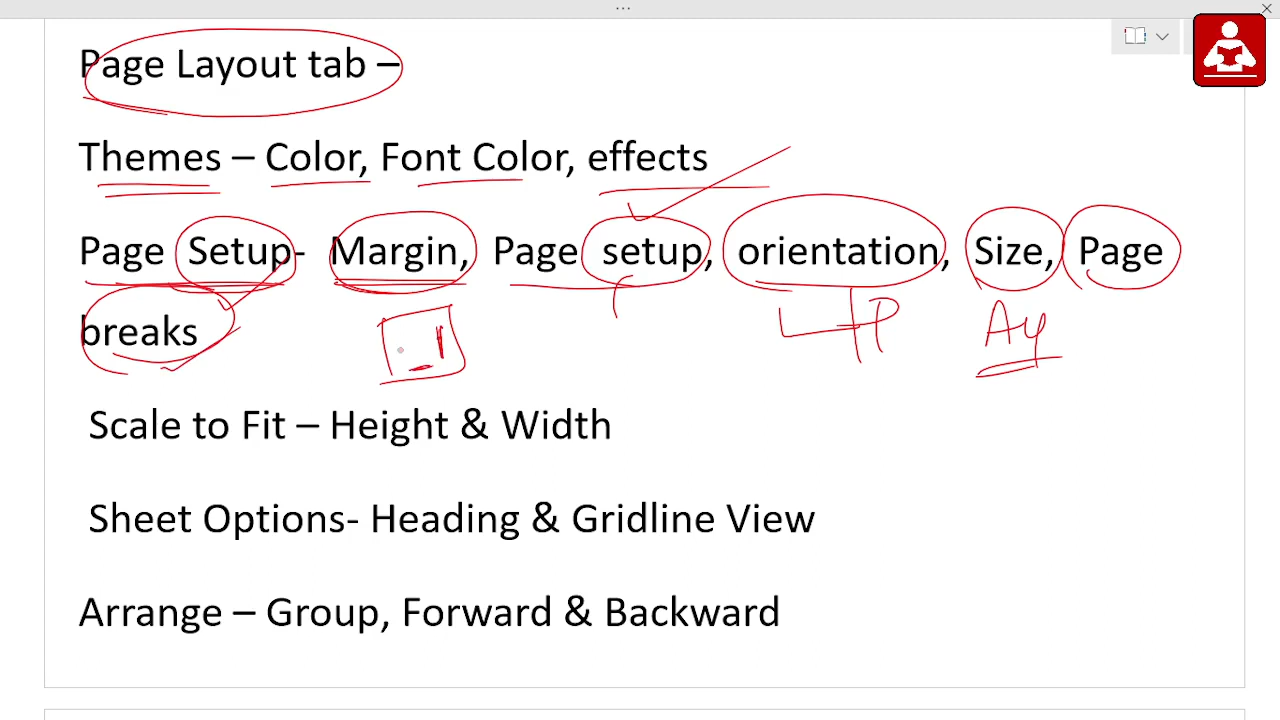 Page Layout tab –
Themes – Color, Font Color, effects
Page Setup- Margin, Page setup, orientation, Size, Page
breaks
L P A4
Scale to Fit – Height & Width
Sheet Options- Heading & Gridline View
Arrange – Group, Forward & Backward